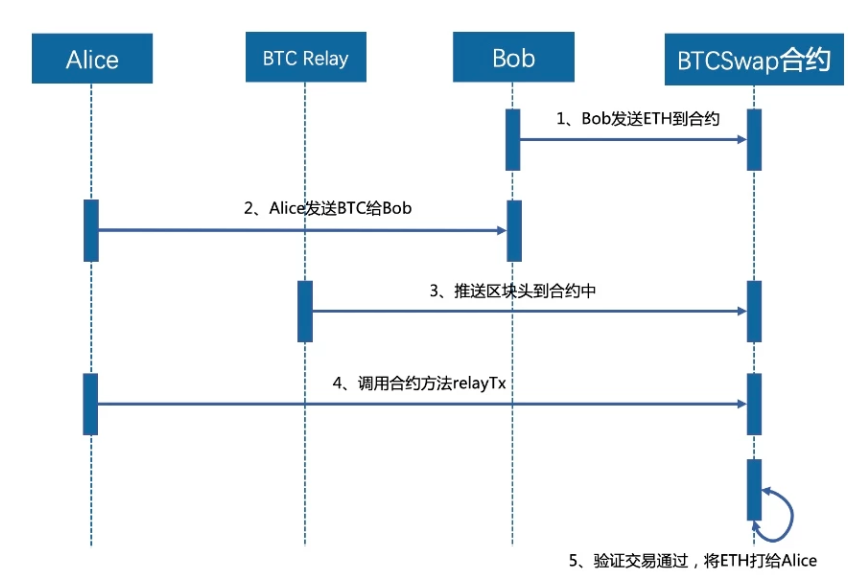 Alice
BTC Relay
Bob
BTCSwap合约
1、Bob发送ETH到合约
2、Alice发送BTC给Bob
3、推送区块头到合约中
4、调用合约方法relayTx
5、验证交易通过，将ETH打给Alice